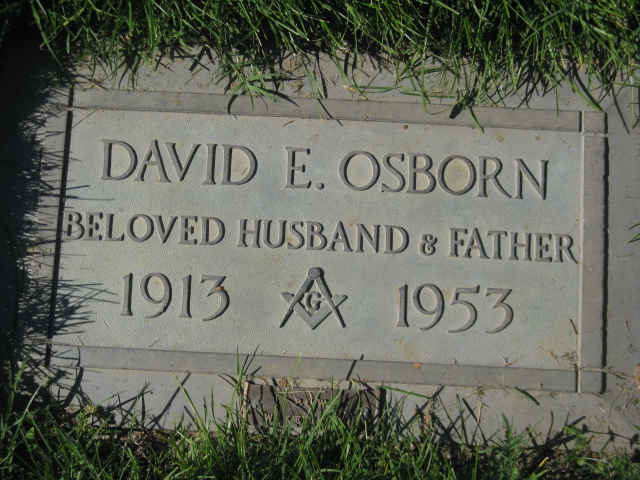 DAVID E. OSBORN
BELOVED HUSBAND & FATHER
1913 G 1953